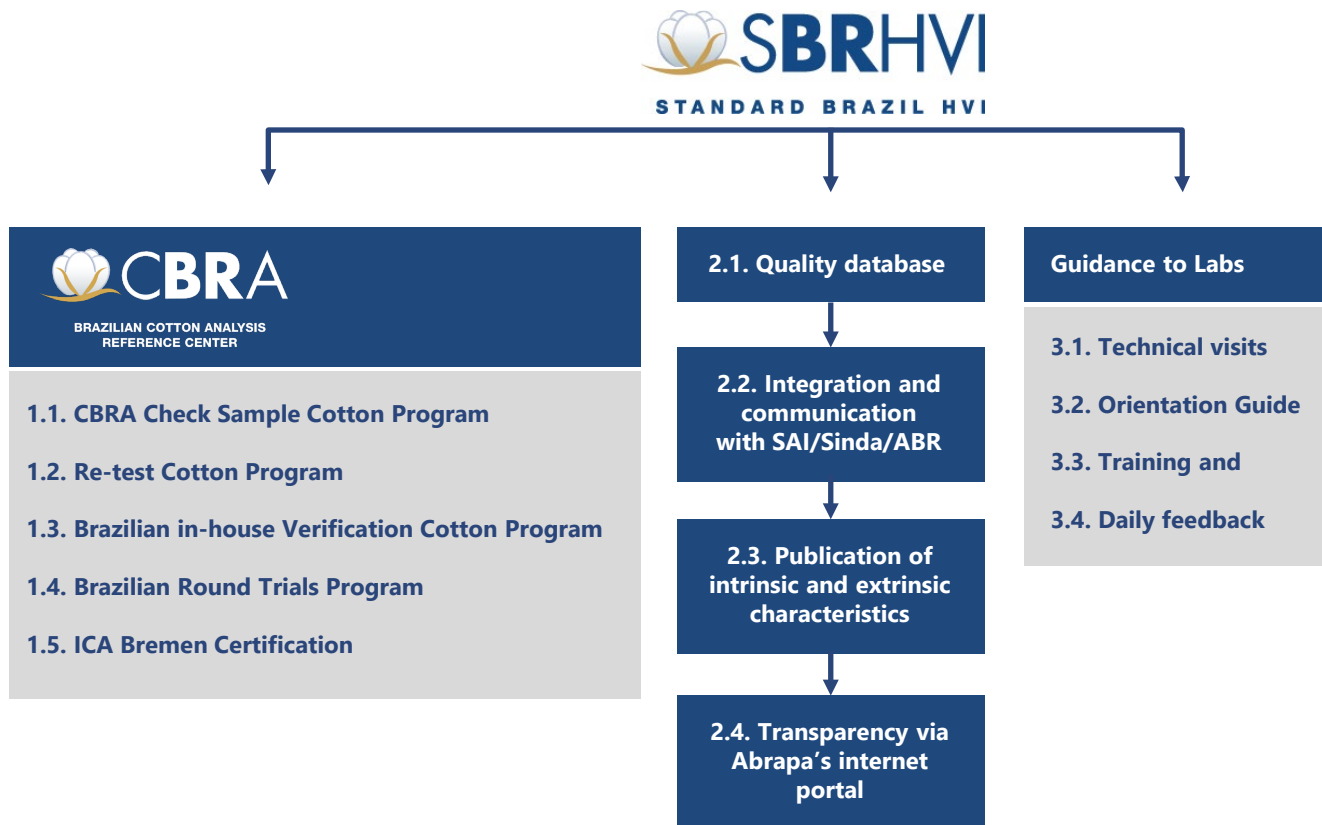 SBRHVI
STANDARD BRAZIL HVI
CBRA
BRAZILIAN COTTON ANALYSIS
REFERENCE CENTER
1.1. CBRA Check Sample Cotton Program
1.2. Re-test Cotton Program
1.3. Brazilian in-house Verification Cotton Program
1.4. Brazilian Round Trials Program
1.5. ICA Bremen Certification
2.1. Quality database
2.2. Integration and
communication
with SAI/Sinda/ABR
2.3. Publication of
intrinsic and extrinsic
characteristics
2.4. Transparency via
Abrapa’s internet
portal
Guidance to Labs
3.1. Technical visits
3.2. Orientation Guide
3.3. Training and
3.4. Daily feedback